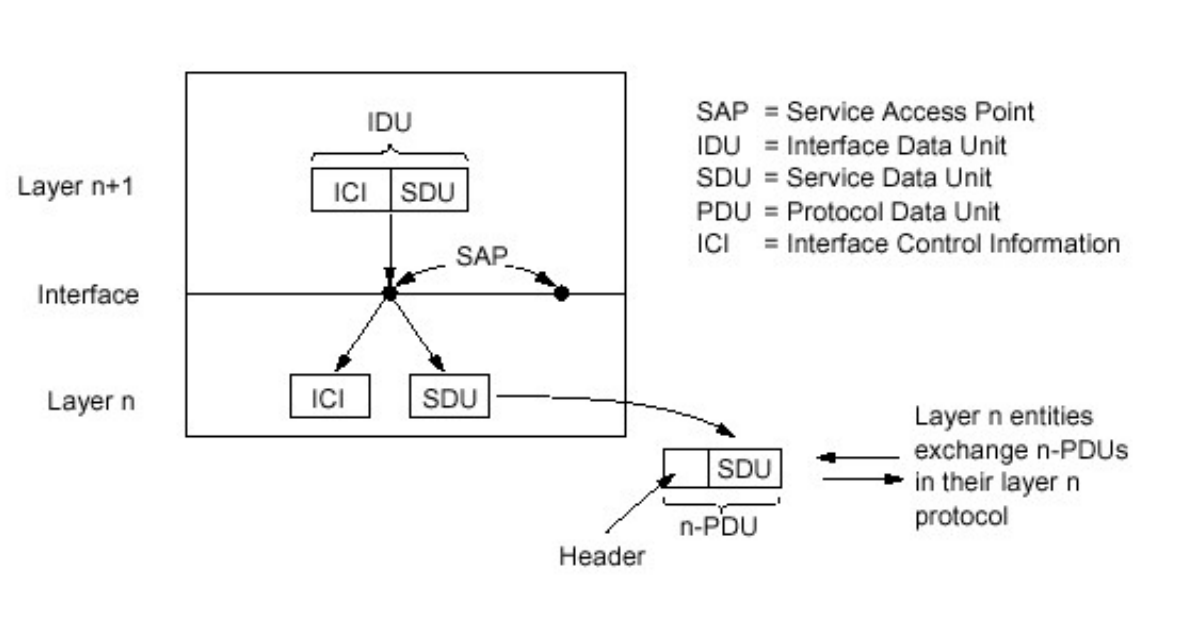 IDU
SAP = Service Access Point
IDU = Interface Data Unit
SDU = Service Data Unit
PDU = Protocol Data Unit
ICI = Interface Control Information
Layer n+1
ICI SDU
SAP
Interface
Layer n
ICI
SDU
Layer n entities
exchange n-PDUs
in their layer n
protocol
SDU
n-PDU
Header